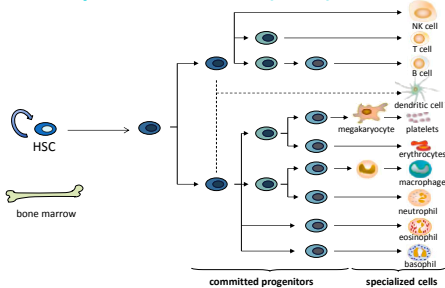 NK cell
T cell
B cell
dendritic cell
megakaryocyte
platelets
HSC
erythrocytes
macrophage
bone marrow
neutrophil
eosinophil
basophil
committed progenitors
specialized cells